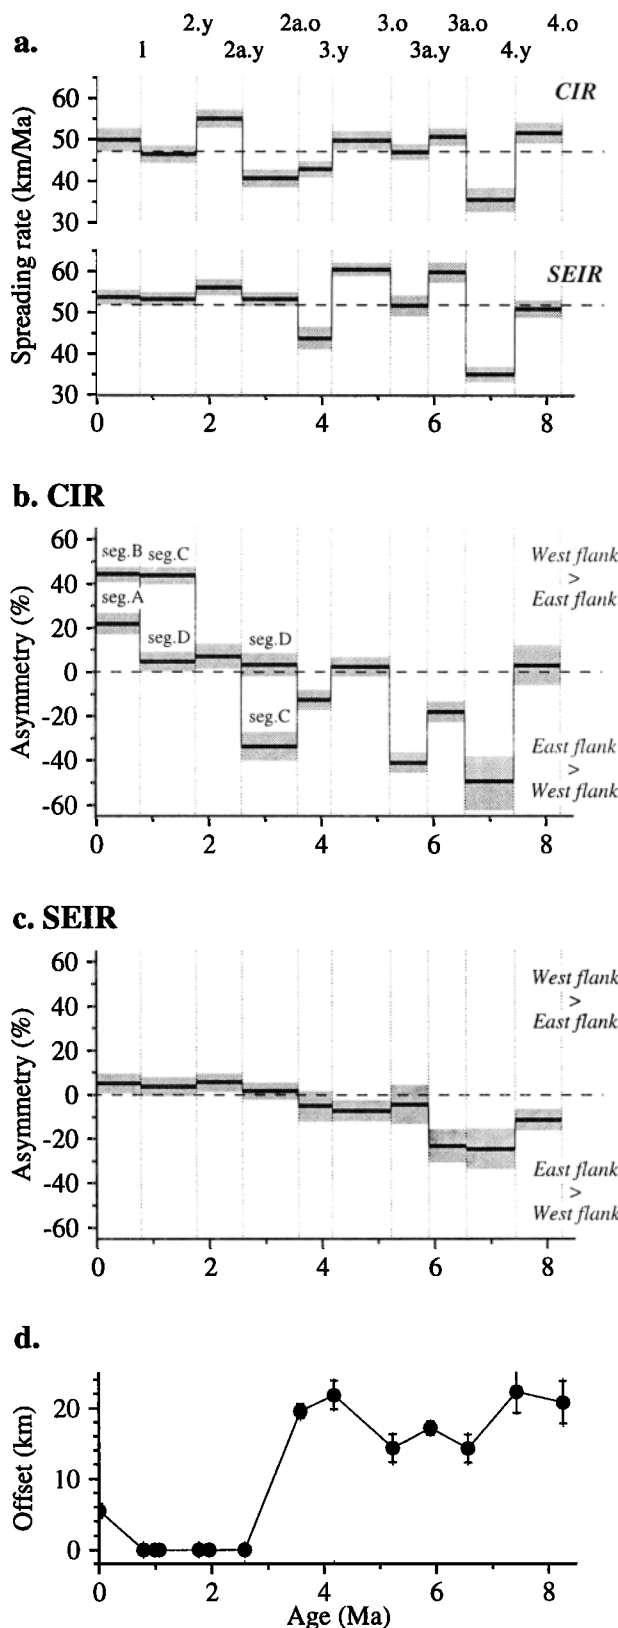 a.
2.y 2a.o 3.o 3a.o 4.o
1 2a.y 3.y 3a.y 4.y
Spreading rate (km/Ma)
60
50
40
30
CIR
60
50
40
30
SEIR
0 2 4 6 8
b. CIR
Asymmetry (%)
60
40
20
0
-20
-40
-60
seg.B seg.C
seg.A
seg.D seg.D
seg.C
West flank
>
East flank
East flank
>
West flank
0 2 4 6 8
c. SEIR
Asymmetry (%)
60
40
20
0
-20
-40
-60
West flank
>
East flank
East flank
>
West flank
0 2 4 6 8
d.
Offset (km)
20
10
0
0 2 4 6 8
Age (Ma)